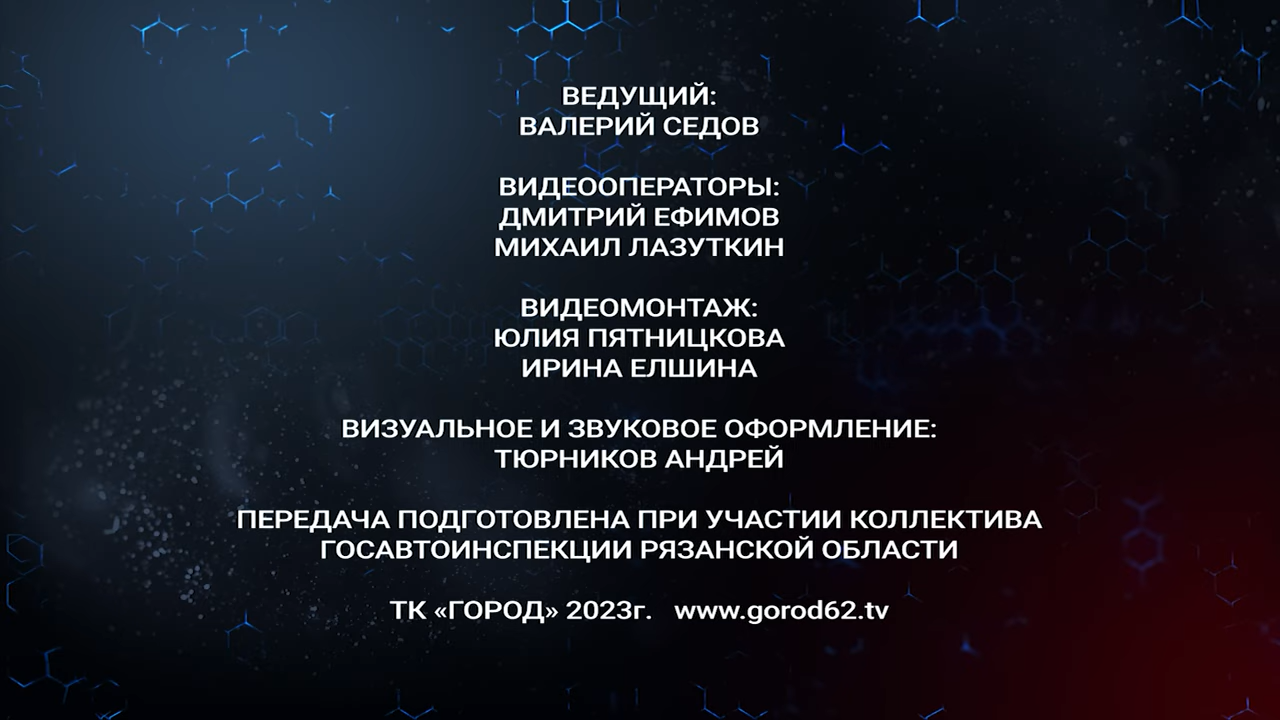 ВЕДУЩИЙ:
ВАЛЕРИЙ СЕДОВ
ВИДЕООПЕРАТОРЫ:
ДМИТРИЙ ЕФИМОВ
МИХАИЛ ЛАЗУТКИН
ВИДЕОМОНТАЖ:
ЮЛИЯ ПЯТНИЦКОВА
ИРИНА ЕЛШИНА
ВИЗУАЛЬНОЕ И ЗВУКОВОЕ ОФОРМЛЕНИЕ:
ТЮРНИКОВ АНДРЕЙ
ПЕРЕДАЧА ПОДГОТОВЛЕНА ПРИ УЧАСТИИ КОЛЛЕКТИВА
ГОСАВТОИНСПЕКЦИИ РЯЗАНСКОЙ ОБЛАСТИ
ТК «ГОРОД» 2023г. www.gorod62.tv